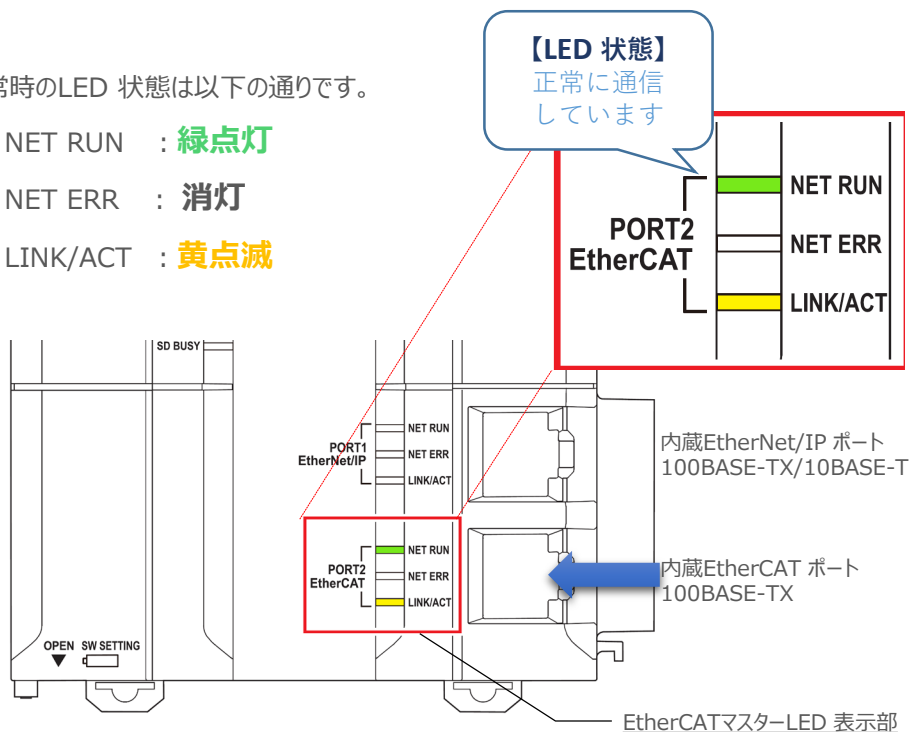 【LED 状態】
正常に通信
しています
常時のLED 状態は以下の通りです。
NET RUN : 緑点灯
NET ERR : 消灯
LINK/ACT : 黄点滅
PORT2
EtherCAT
NET RUN
NET ERR
LINK/ACT
SD BUSY
PORT1
EtherNet/IP
NET RUN
NET ERR
LINK/ACT
内蔵EtherNet/IP ポート
100BASE-TX/10BASE-T
PORT2
EtherCAT
NET RUN
NET ERR
LINK/ACT
内蔵EtherCAT ポート
100BASE-TX
OPEN SW SETTING
EtherCATマスターLED 表示部